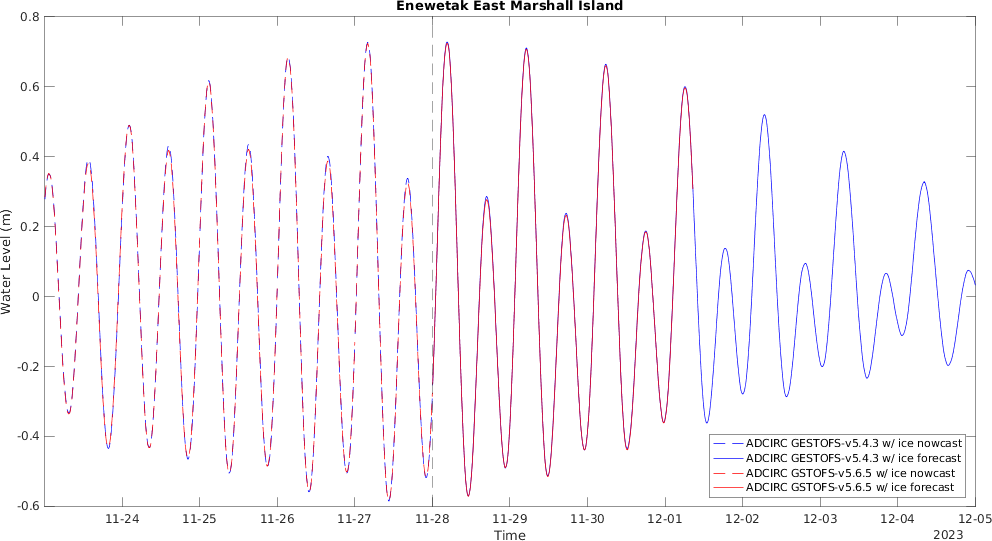 Enewetak East Marshall Island
0.8
0.6
0.4
0.2
0
-0.2
-0.4
-0.6
Water Level (m)
ADCIRC GESTOFS-v5.4.3 w/ ice nowcast
ADCIRC GESTOFS-v5.4.3 w/ ice forecast
ADCIRC GSTOFS-v5.6.5 w/ ice nowcast
ADCIRC GSTOFS-v5.6.5 w/ ice forecast
11-24 11-25 11-26 11-27 11-28 11-29 11-30 12-01 12-02 12-03 12-04 12-05
Time
2023